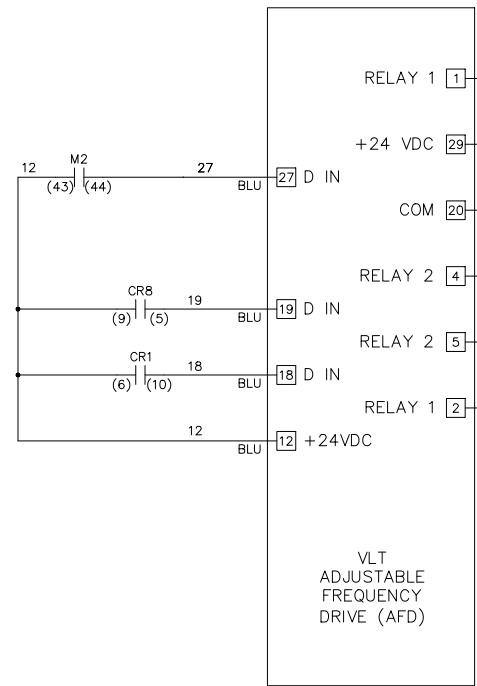 RELAY 1 1
+24 VDC 29
M2
12 27
(43) (44) BLU 27 D IN
COM 20
RELAY 2 4
CR8
19
(9) (5) BLU 19 D IN
RELAY 2 5
CR1
18
(6) (10) BLU 18 D IN
RELAY 1 2
12
BLU 12 +24VDC
VLT
ADJUSTABLE
FREQUENCY
DRIVE (AFD)